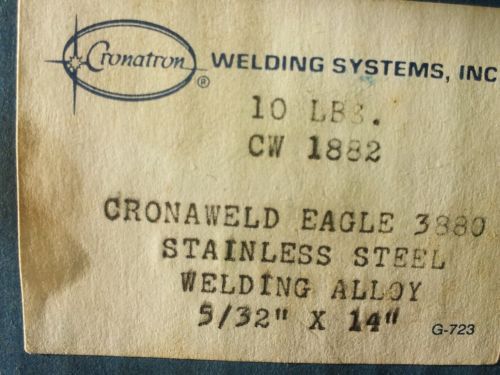 Cronatron ® WELDING SYSTEMS, INC
10 LBS.
CW 1882
CRONAWELD EAGLE 3880
STAINLESS STEEL
WELDING ALLOY
5/32" X 14"
G-723